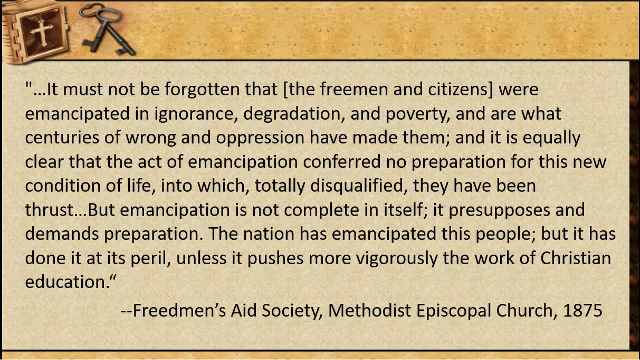 "…It must not be forgotten that [the freemen and citizens] were
emancipated in ignorance, degradation, and poverty, and are what
centuries of wrong and oppression have made them; and it is equally
clear that the act of emancipation conferred no preparation for this new
condition of life, into which, totally disqualified, they have been
thrust…But emancipation is not complete in itself; it presupposes and
demands preparation. The nation has emancipated this people; but it has
done it at its peril, unless it pushes more vigorously the work of Christian
education.“
--Freedmen’s Aid Society, Methodist Episcopal Church, 1875